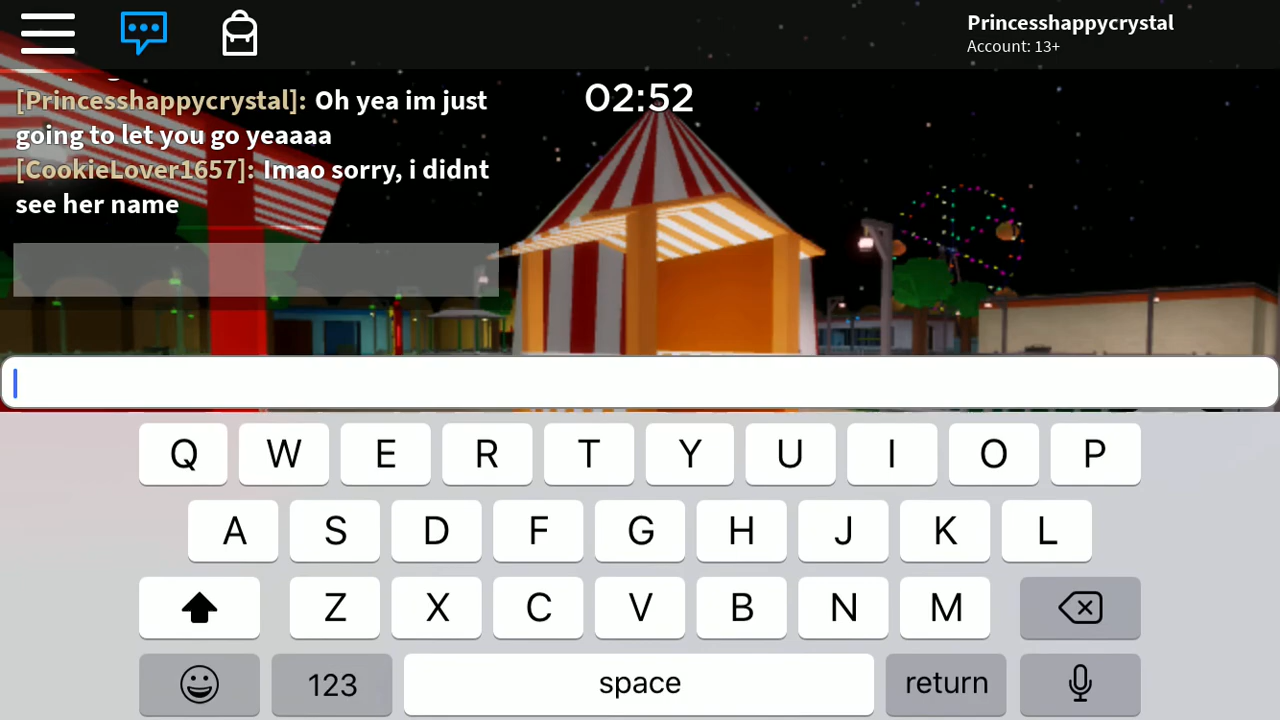 Princesshappycrystal
Account: 13+
[Princesshappycrystal]: Oh yea im just
going to let you go yeaaaa
[CookieLover1657]: lmao sorry, i didnt
see her name
02:52
Q W E R T Y U I O P
A S D F G H J K L
Z X C V B N M
123 space return